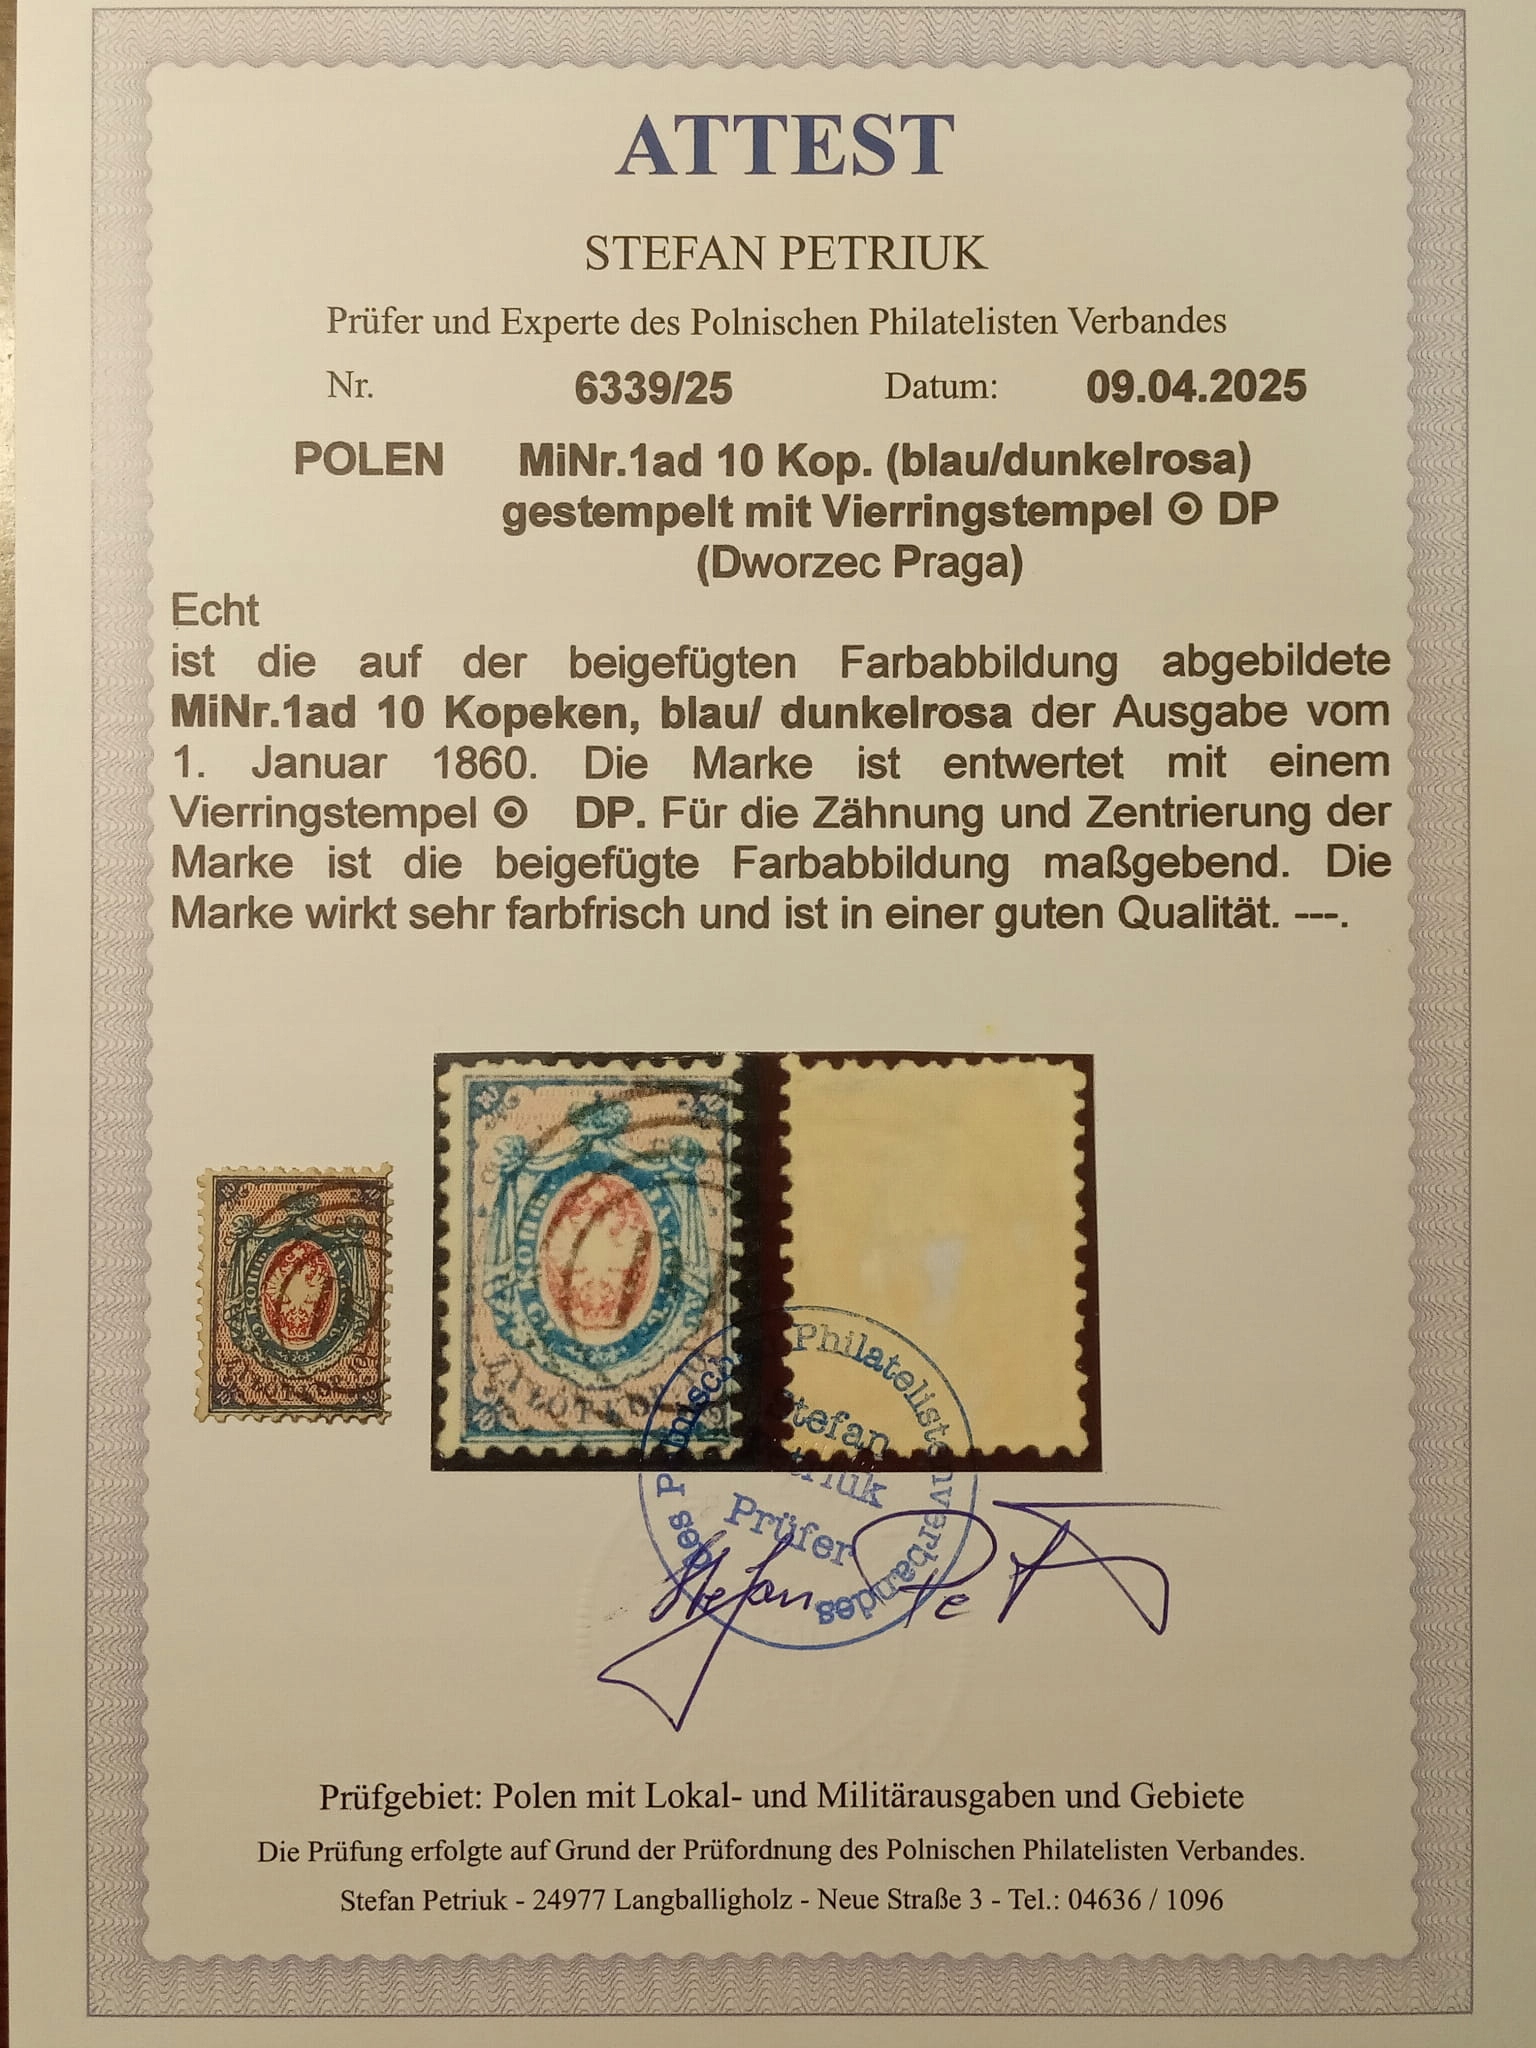 ATTEST
STEFAN PETRIUK
Prüfer und Experte des Polnischen Philatelisten Verbandes
Nr. 6339/25 Datum: 09.04.2025
POLEN MiNr.1ad 10 Kop. (blau/dunkelrosa)
gestempelt mit Vierringstempel ⊙ DP
(Dworzec Praga)
Echt
ist die auf der beigefügten Farbabbildung abgebildete
MiNr.1ad 10 Kopeken, blau/ dunkelrosa der Ausgabe vom
1. Januar 1860. Die Marke ist entwertet mit einem
Vierringstempel ⊙ DP. Für die Zähnung und Zentrierung der
Marke ist die beigefügte Farbabbildung maßgebend. Die
Marke wirkt sehr farbfrisch und ist in einer guten Qualität. ---.
Philatelistenverbandes
Stefan
Prüfer
Stefan Pet
Prüfgebiet: Polen mit Lokal- und Militärausgaben und Gebiete
Die Prüfung erfolgte auf Grund der Prüfordnung des Polnischen Philatelisten Verbandes.
Stefan Petriuk - 24977 Langballigholz - Neue Straße 3 - Tel.: 04636 / 1096